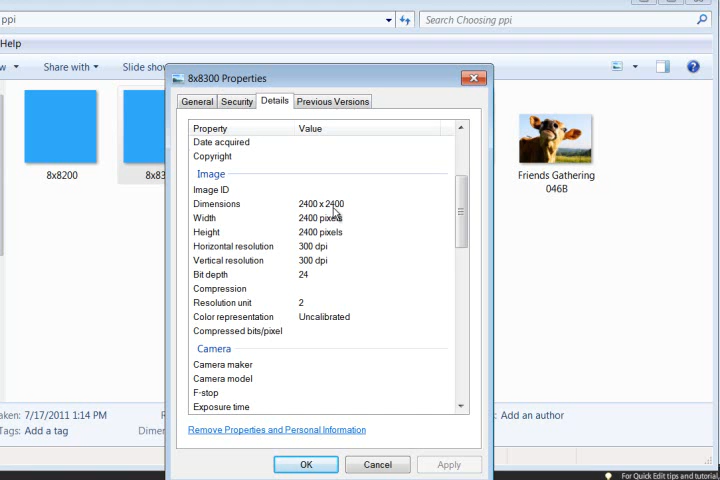 ppi
Search Choosing ppi
Help
w
Share with
Slide
8x8300 Properties
General
Security
Details
Previous Versions
Property Value
Date acquired
Copyright
Image
Image ID
Dimensions 2400 x 2400
Width 2400 pixels
Height 2400 pixels
Horizontal resolution 300 dpi
Vertical resolution 300 dpi
Bit depth 24
Compression
Resolution unit 2
Color representation Uncalibrated
Compressed bits/pixel
Camera
Camera maker
Camera model
F-stop
Exposure time
Remove Properties and Personal Information
OK
Cancel
Apply
8x8200
8x83
Friends Gathering
046B
aken: 7/17/2011 1:14 PM
Tags: Add a tag
Dimer
Add an author
For Quick Edit tips and tutorial